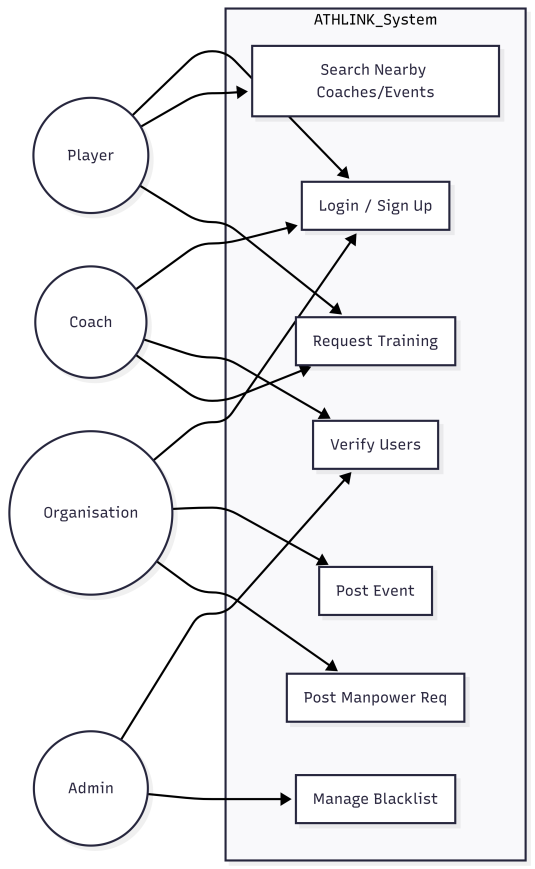 ATHLINK_System
Search Nearby
Coaches/Events
Player
Login / Sign Up
Coach
Request Training
Verify Users
Organisation
Post Event
Post Manpower Req
Admin
Manage Blacklist